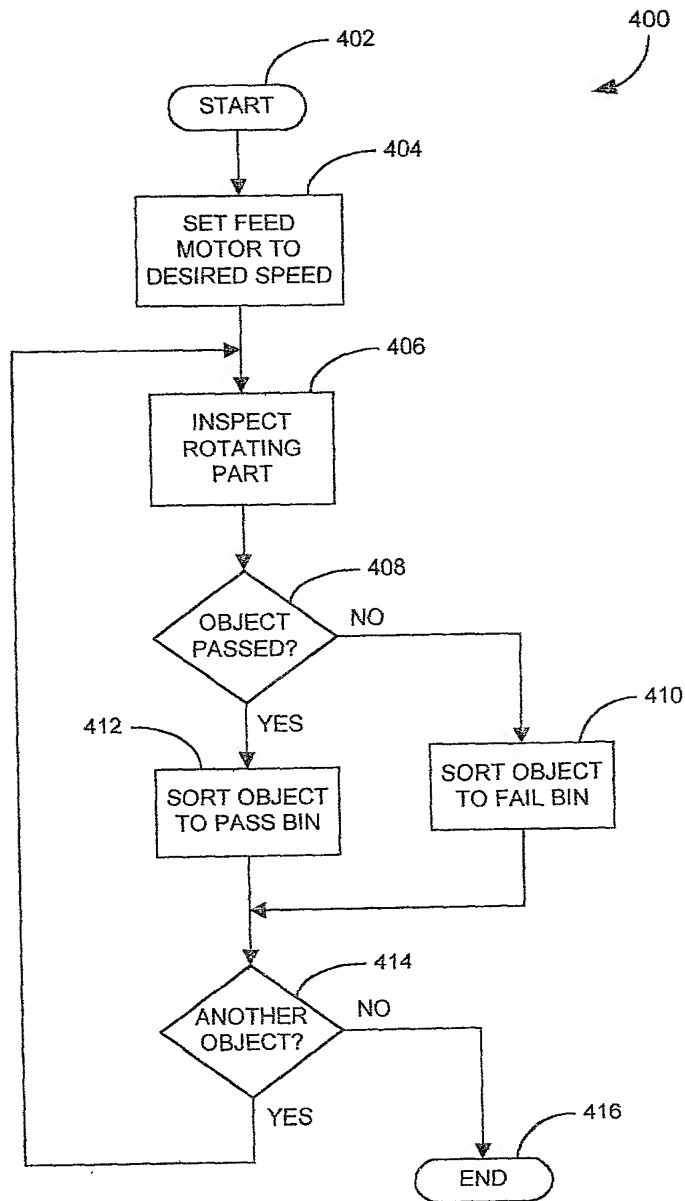 400
402
START
404
SET FEED
MOTOR TO
DESIRED SPEED
406
INSPECT
ROTATING
PART
408
OBJECT
PASSED?
NO
YES
410
412
SORT OBJECT
TO PASS BIN
SORT OBJECT
TO FAIL BIN
414
ANOTHER
OBJECT?
NO
YES
416
END